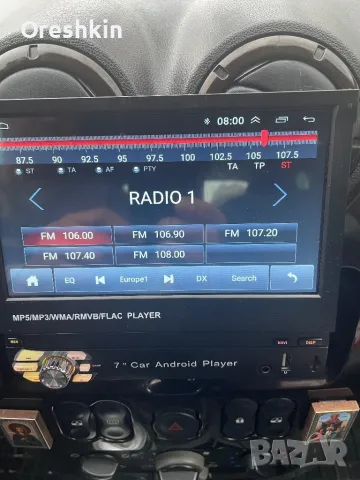 Oreshkin
08:00
87.5 90 92.5 95 97.5 100 102.5 105 107.5
ST TA AF PTY TA TP ST
RADIO 1
FM 106.00 FM 106.90 FM 107.20
FM 107.40 FM 108.00
EQ Europe1 DX Search
MP5/MP3/WMA/RMVB/FLAC PLAYER
NAVI DISP
7" Car Android Player
BAZAR